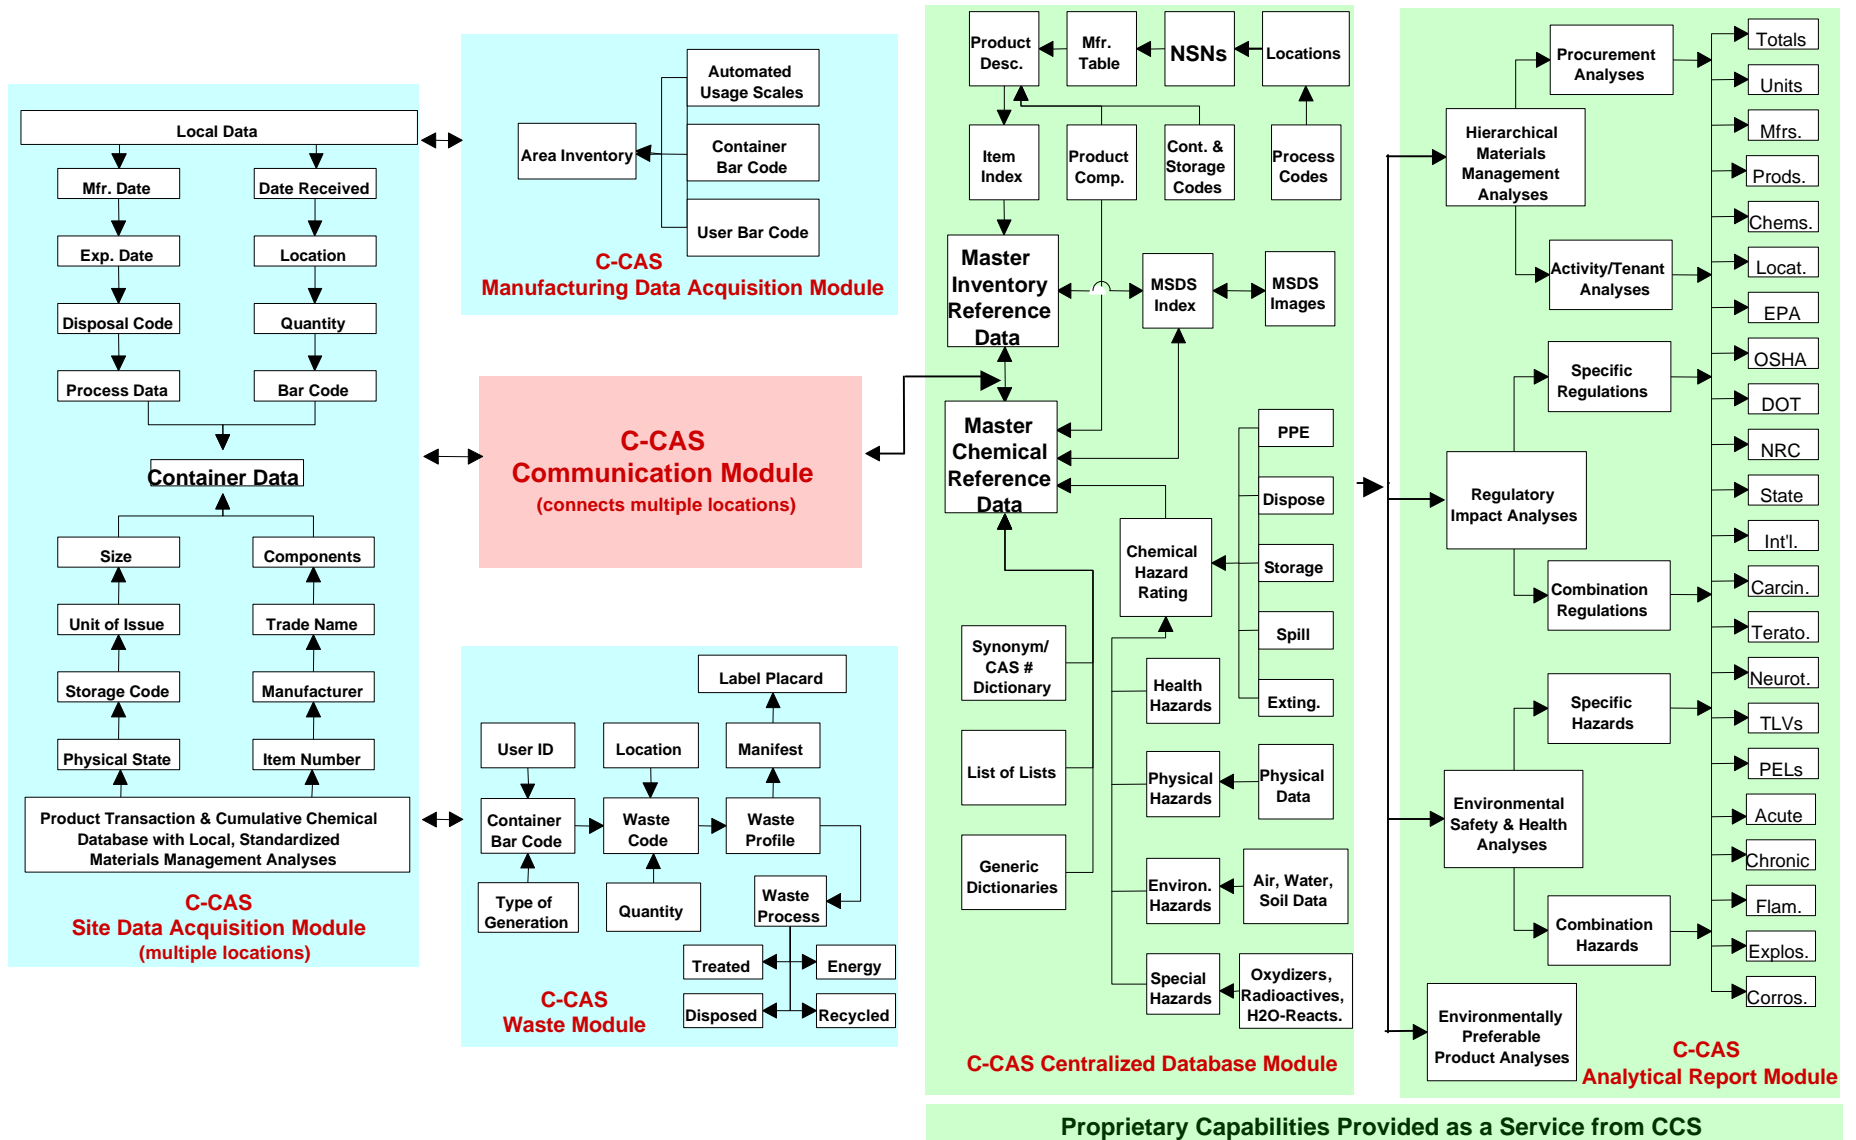 Local Data
Mfr. Date
Date Received
Exp. Date
Location
Disposal Code
Quantity
Process Data
Bar Code
Container Data
Size
Components
Unit of Issue
Trade Name
Storage Code
Manufacturer
Physical State
Item Number
Product Transaction & Cumulative Chemical
Database with Local, Standardized
Materials Management Analyses
C-CAS
Site Data Acquisition Module
(multiple locations)
Automated
Usage Scales
Area Inventory
Container
Bar Code
User Bar Code
C-CAS
Manufacturing Data Acquisition Module
C-CAS
Communication Module
(connects multiple locations)
Label Placard
User ID
Location
Manifest
Container
Bar Code
Waste
Code
Waste
Profile
Type of
Generation
Quantity
Waste
Process
Treated
Energy
Disposed
Recycled
C-CAS
Waste Module
Product
Desc.
Mfr.
Table
NSNs
Locations
Item
Index
Product
Comp.
Cont. &
Storage
Codes
Process
Codes
Master
Inventory
Reference
Data
MSDS
Index
MSDS
Images
Master
Chemical
Reference
Data
PPE
Dispose
Chemical
Hazard
Rating
Storage
Spill
Exting.
Synonym/
CAS #
Dictionary
Health
Hazards
List of Lists
Physical
Hazards
Physical
Data
Generic
Dictionaries
Environ.
Hazards
Air, Water,
Soil Data
Special
Hazards
Oxydizers,
Radioactives,
H2O-Reacts.
C-CAS Centralized Database Module
Procurement
Analyses
Hierarchical
Materials
Management
Analyses
Activity/Tenant
Analyses
Specific
Regulations
Regulatory
Impact Analyses
Combination
Regulations
Specific
Hazards
Environmental
Safety & Health
Analyses
Combination
Hazards
Environmentally
Preferable
Product Analyses
Totals
Units
Mfrs.
Prods.
Chems.
Locat.
EPA
OSHA
DOT
NRC
State
Int'l.
Carcin.
Terato.
Neurot.
TLVs
PELs
Acute
Chronic
Flam.
Explos.
Corros.
C-CAS
Analytical Report Module
Proprietary Capabilities Provided as a Service from CCS